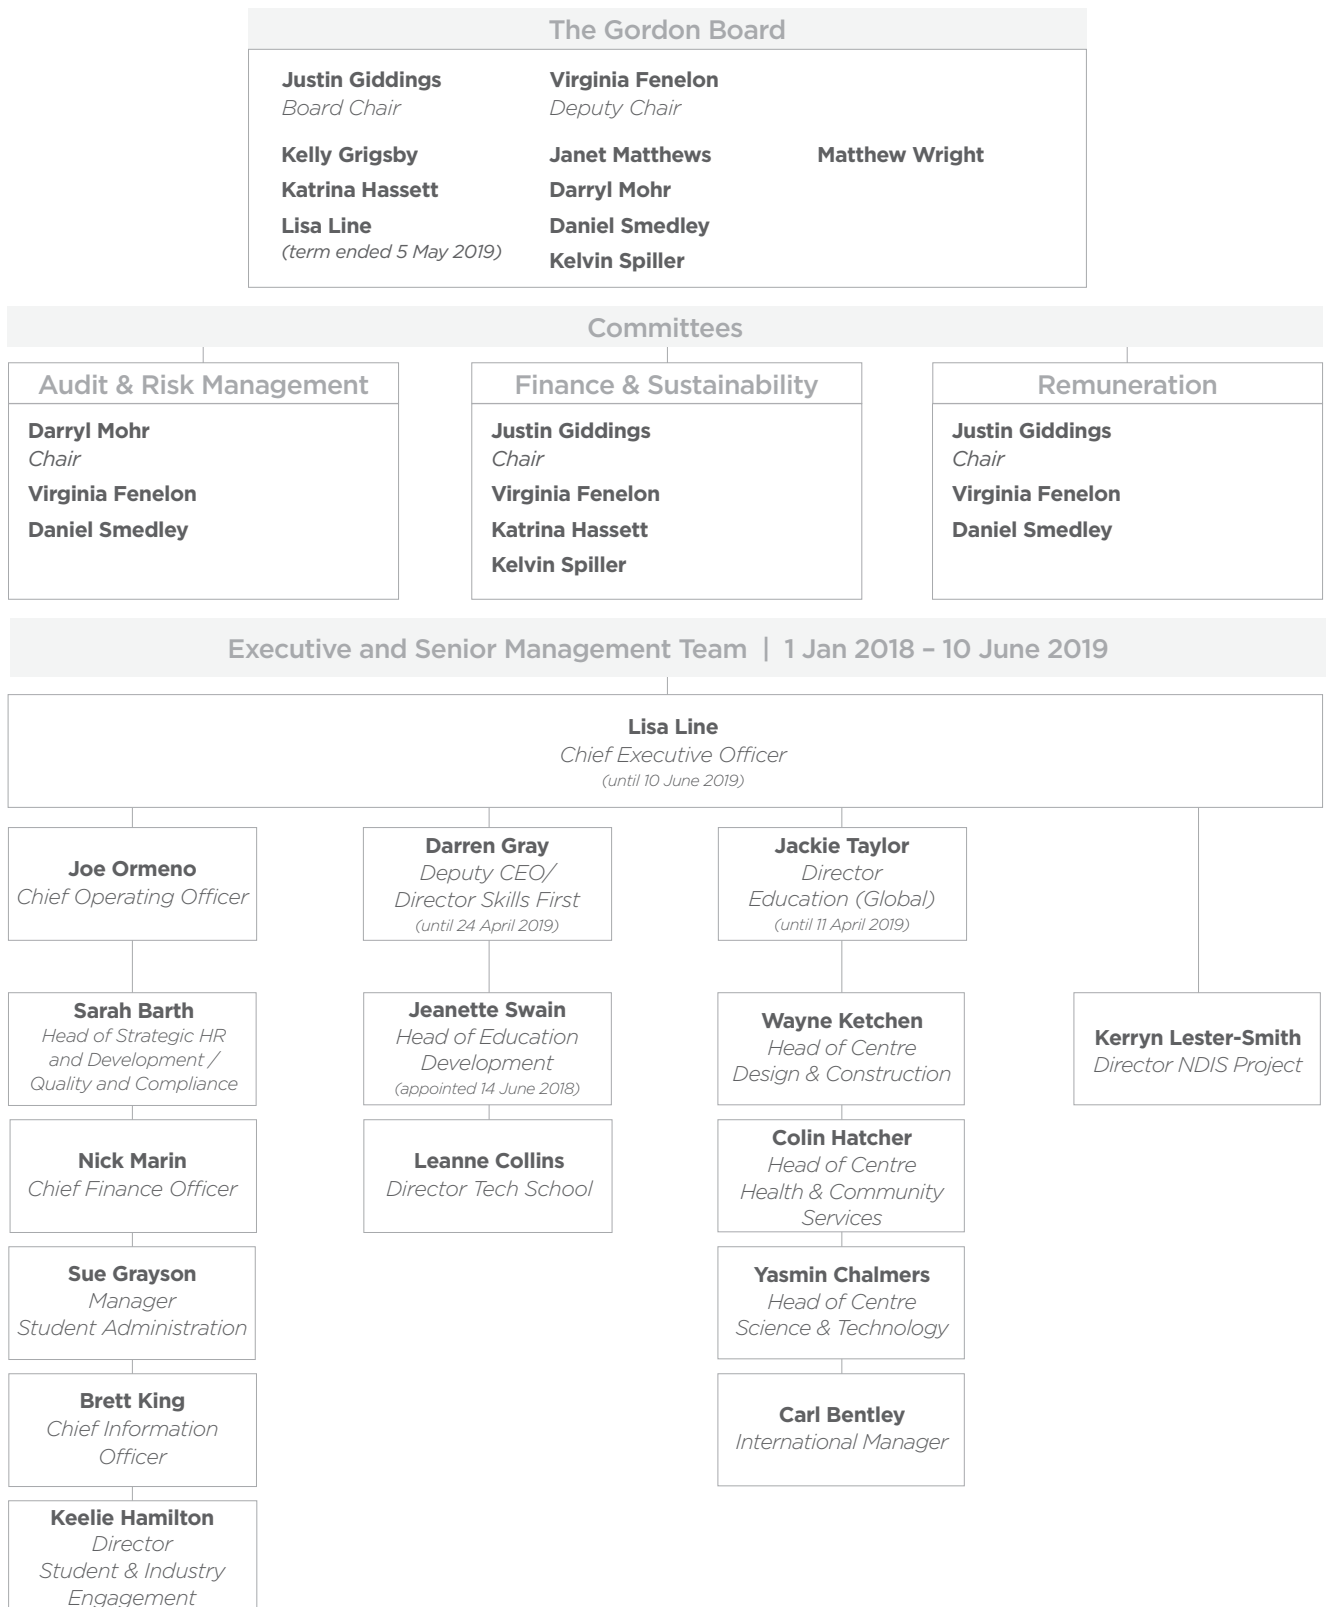 The Gordon Board
Justin Giddings
Board Chair
Virginia Fenelon
Deputy Chair
Kelly Grigsby
Katrina Hassett
Lisa Line
(term ended 5 May 2019)
Janet Matthews
Darryl Mohr
Daniel Smedley
Kelvin Spiller
Matthew Wright
Committees
Audit & Risk Management
Darryl Mohr
Chair
Virginia Fenelon
Daniel Smedley
Finance & Sustainability
Justin Giddings
Chair
Virginia Fenelon
Katrina Hassett
Kelvin Spiller
Remuneration
Justin Giddings
Chair
Virginia Fenelon
Daniel Smedley
Executive and Senior Management Team | 1 Jan 2018 – 10 June 2019
Lisa Line
Chief Executive Officer
(until 10 June 2019)
Joe Ormeno
Chief Operating Officer
Sarah Barth
Head of Strategic HR
and Development /
Quality and Compliance
Nick Marin
Chief Finance Officer
Sue Grayson
Manager
Student Administration
Brett King
Chief Information
Officer
Keelie Hamilton
Director
Student & Industry
Engagement
Darren Gray
Deputy CEO/
Director Skills First
(until 24 April 2019)
Jeanette Swain
Head of Education
Development
(appointed 14 June 2018)
Leanne Collins
Director Tech School
Jackie Taylor
Director
Education (Global)
(until 11 April 2019)
Wayne Ketchen
Head of Centre
Design & Construction
Colin Hatcher
Head of Centre
Health & Community
Services
Yasmin Chalmers
Head of Centre
Science & Technology
Carl Bentley
International Manager
Kerryn Lester-Smith
Director NDIS Project